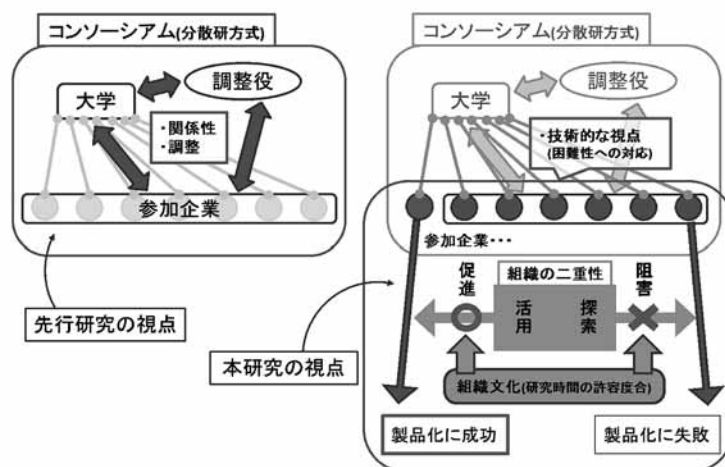 コンソーシアム(分散研方式)
大学
調整役
・関係性
・調整
参加企業
先行研究の視点
コンソーシアム(分散研方式)
大学
調整役
・技術的な視点
(困難性への対応)
参加企業・・・
促進
組織の二重性
阻害
活用
探索
本研究の視点
組織文化(研究時間の許容度合)
製品化に成功
製品化に失敗